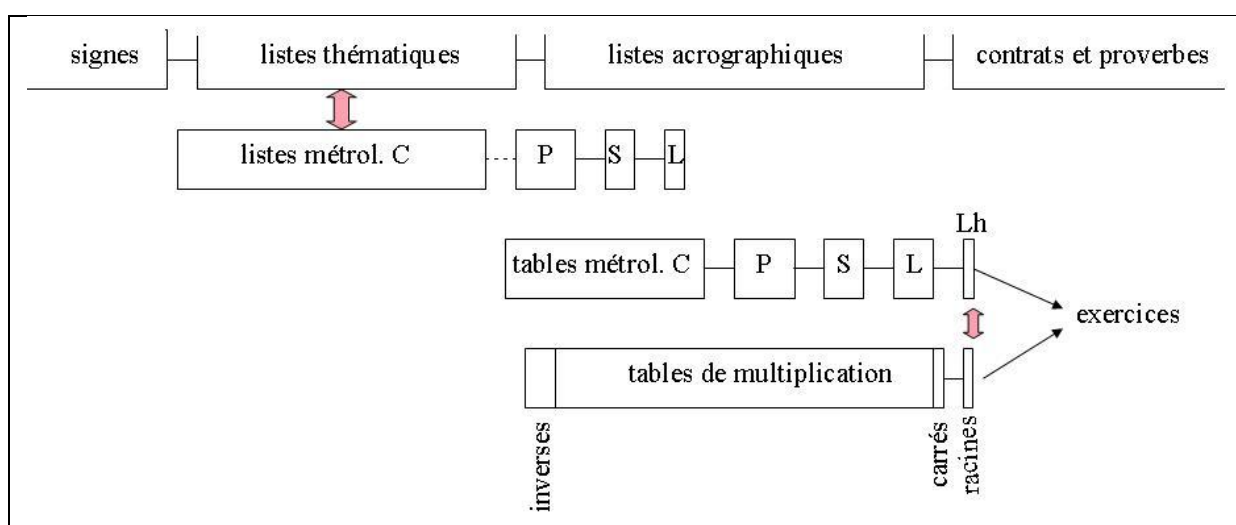 signes listes thématiques listes acrographiques contrats et proverbes
listes métrol. C P S L
Lh
tables métrol. C P S L
exercices
tables de multiplication
inverses
carrés
racines